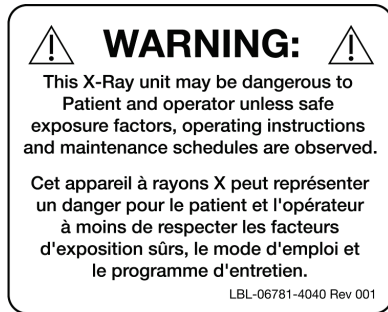 WARNING:
This X-Ray unit may be dangerous to
Patient and operator unless safe
exposure factors, operating instructions
and maintenance schedules are observed.
Cet appareil à rayons X peut représenter
un danger pour le patient et l'opérateur
à moins de respecter les facteurs
d'exposition sûrs, le mode d'emploi et
le programme d'entretien.
LBL-06781-4040 Rev 001